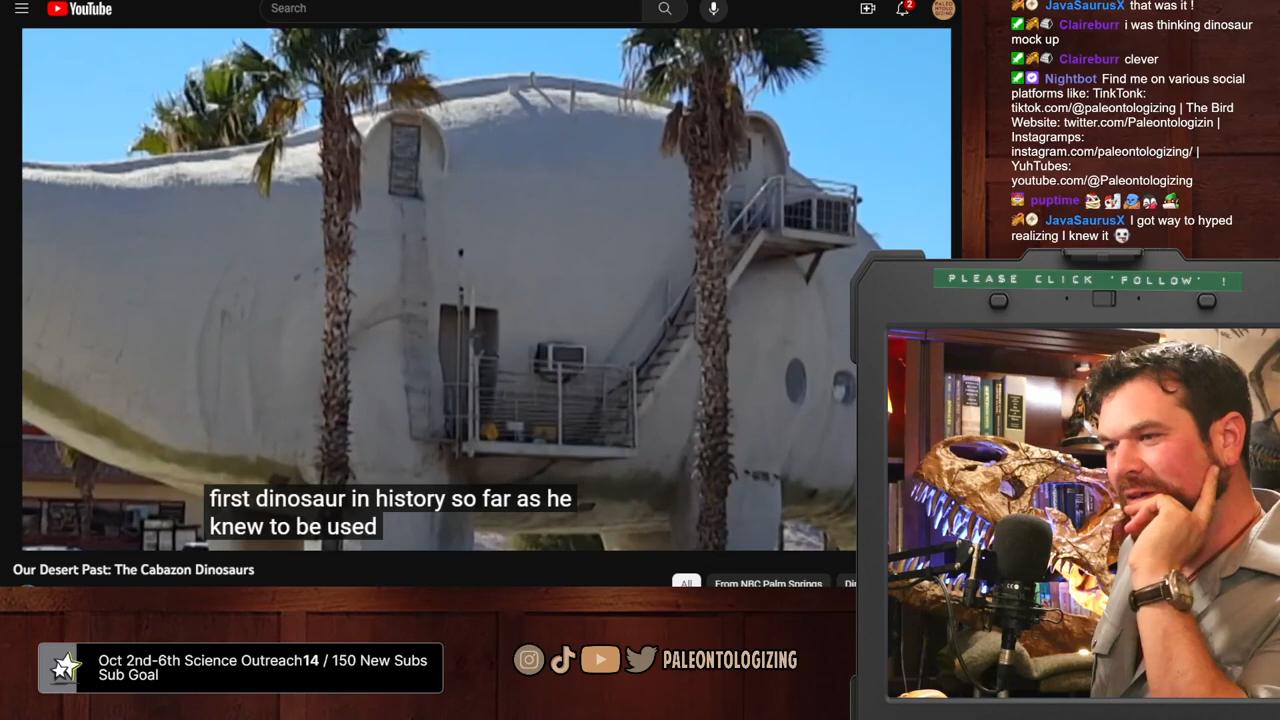 YouTube
Search
2
PALEO
NTOLO
GIZING
first dinosaur in history so far as he
knew to be used
Our Desert Past: The Cabazon Dinosaurs
All
From NBC Palm Springs
JavaSaurusX that was it !
Claireburr i was thinking dinosaur
mock up
Claireburr clever
Nightbot Find me on various social
platforms like: TinkTonk:
tiktok.com/@paleontologizing | The Bird
Website: twitter.com/Paleontologizin |
Instagramps:
instagram.com/paleontologizing/ |
YuhTubes:
youtube.com/@Paleontologizing
puptime
JavaSaurusX I got way to hyped
realizing I knew it
PLEASE CLICK 'FOLLOW' !
Oct 2nd-6th Science Outreach14 / 150 New Subs
Sub Goal
PALEONTOLOGIZING